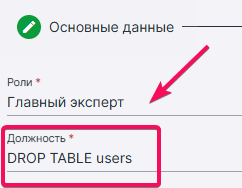 Основные данные
Роли *
Главный эксперт
Должность *
DROP TABLE users